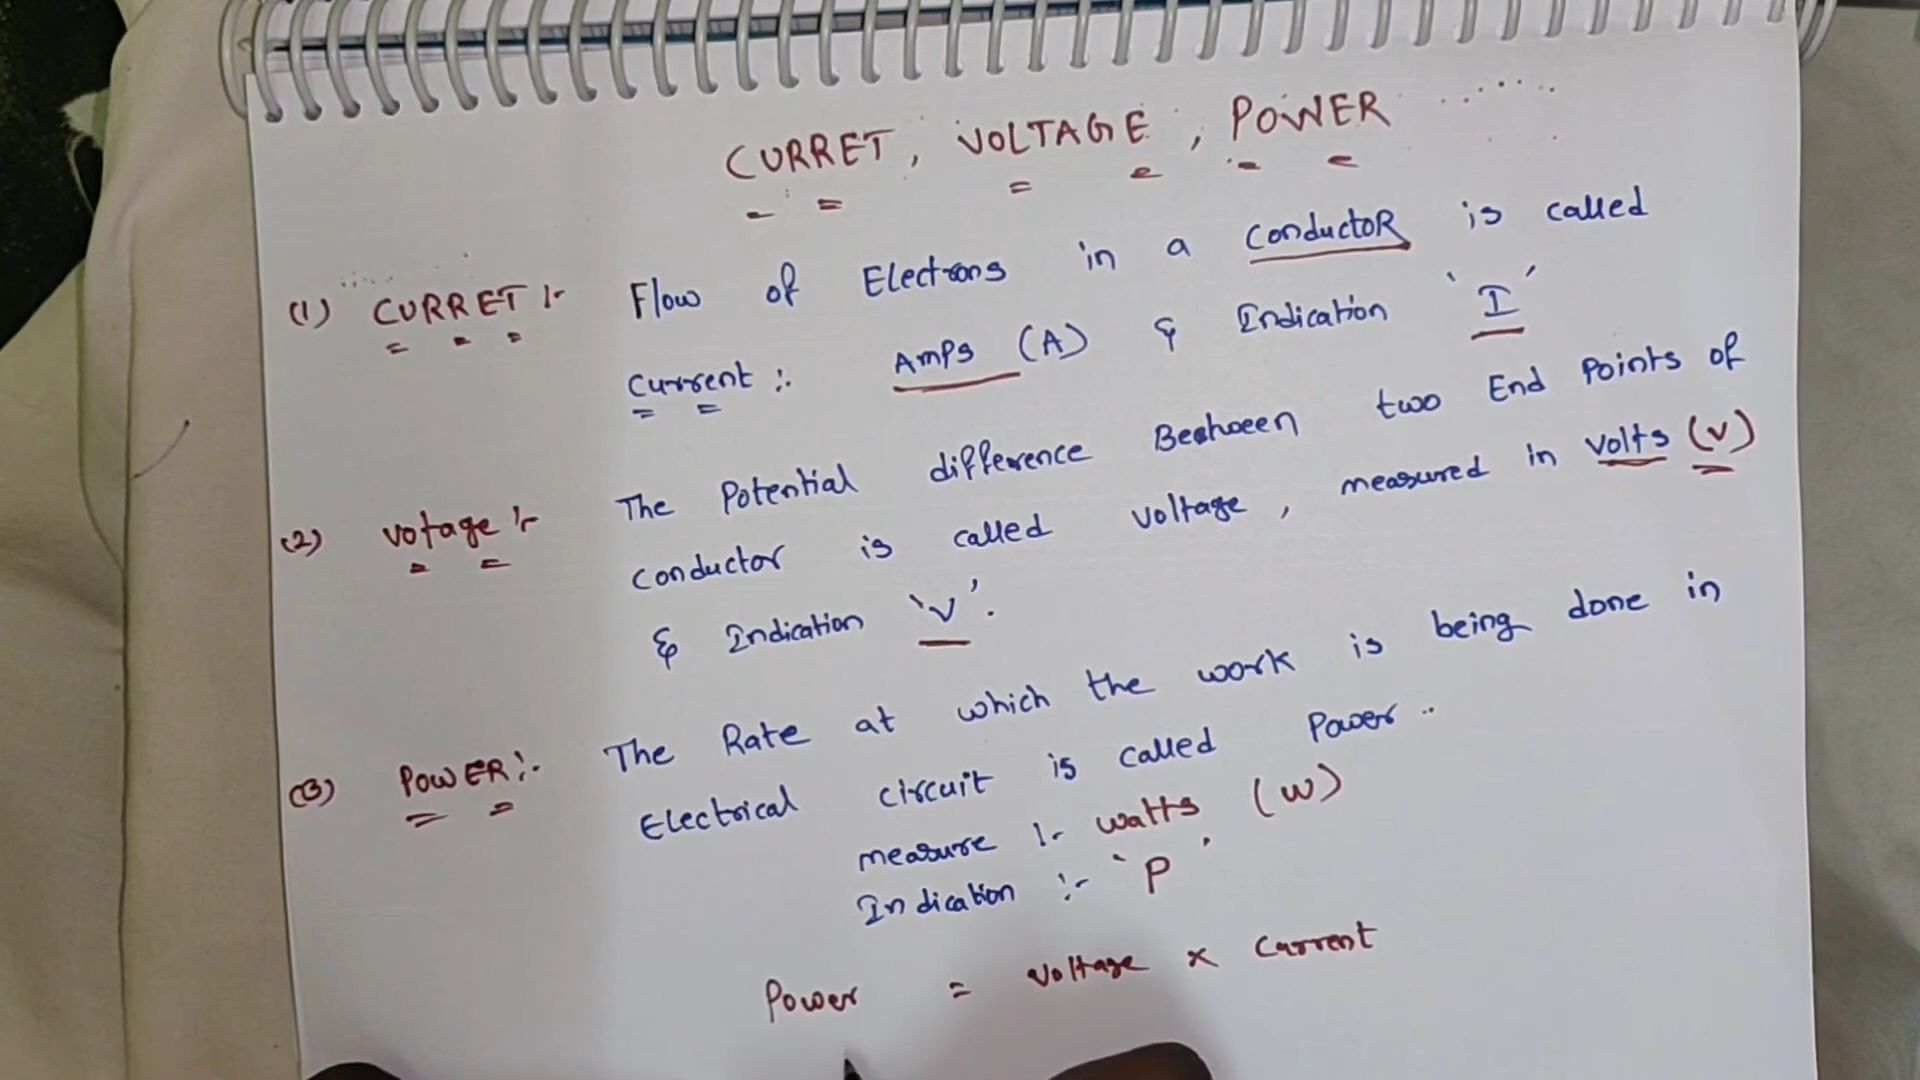 CURRET, VOLTAGE, POWER
(1) CURRET :- Flow of Electrons in a conductoR is called
current :. Amps (A) & Indication 'I'
(2) votage :- The Potential difference Beetween two End Points of
conductor is called voltage, measured in volts (V)
& Indication 'V'.
(3) POWER :- The Rate at which the work is being done in
Electrical circuit is called Power..
measure :- watts (W)
Indication :- 'P'
Power = voltage × current